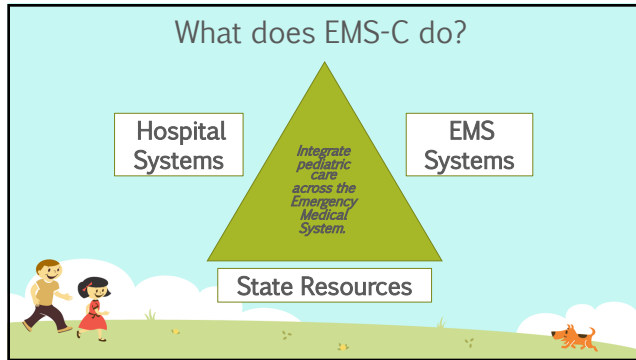 What does EMS-C do?
Hospital
Systems
EMS
Systems
Integrate
pediatric
care
across the
Emergency
Medical
System.
State Resources